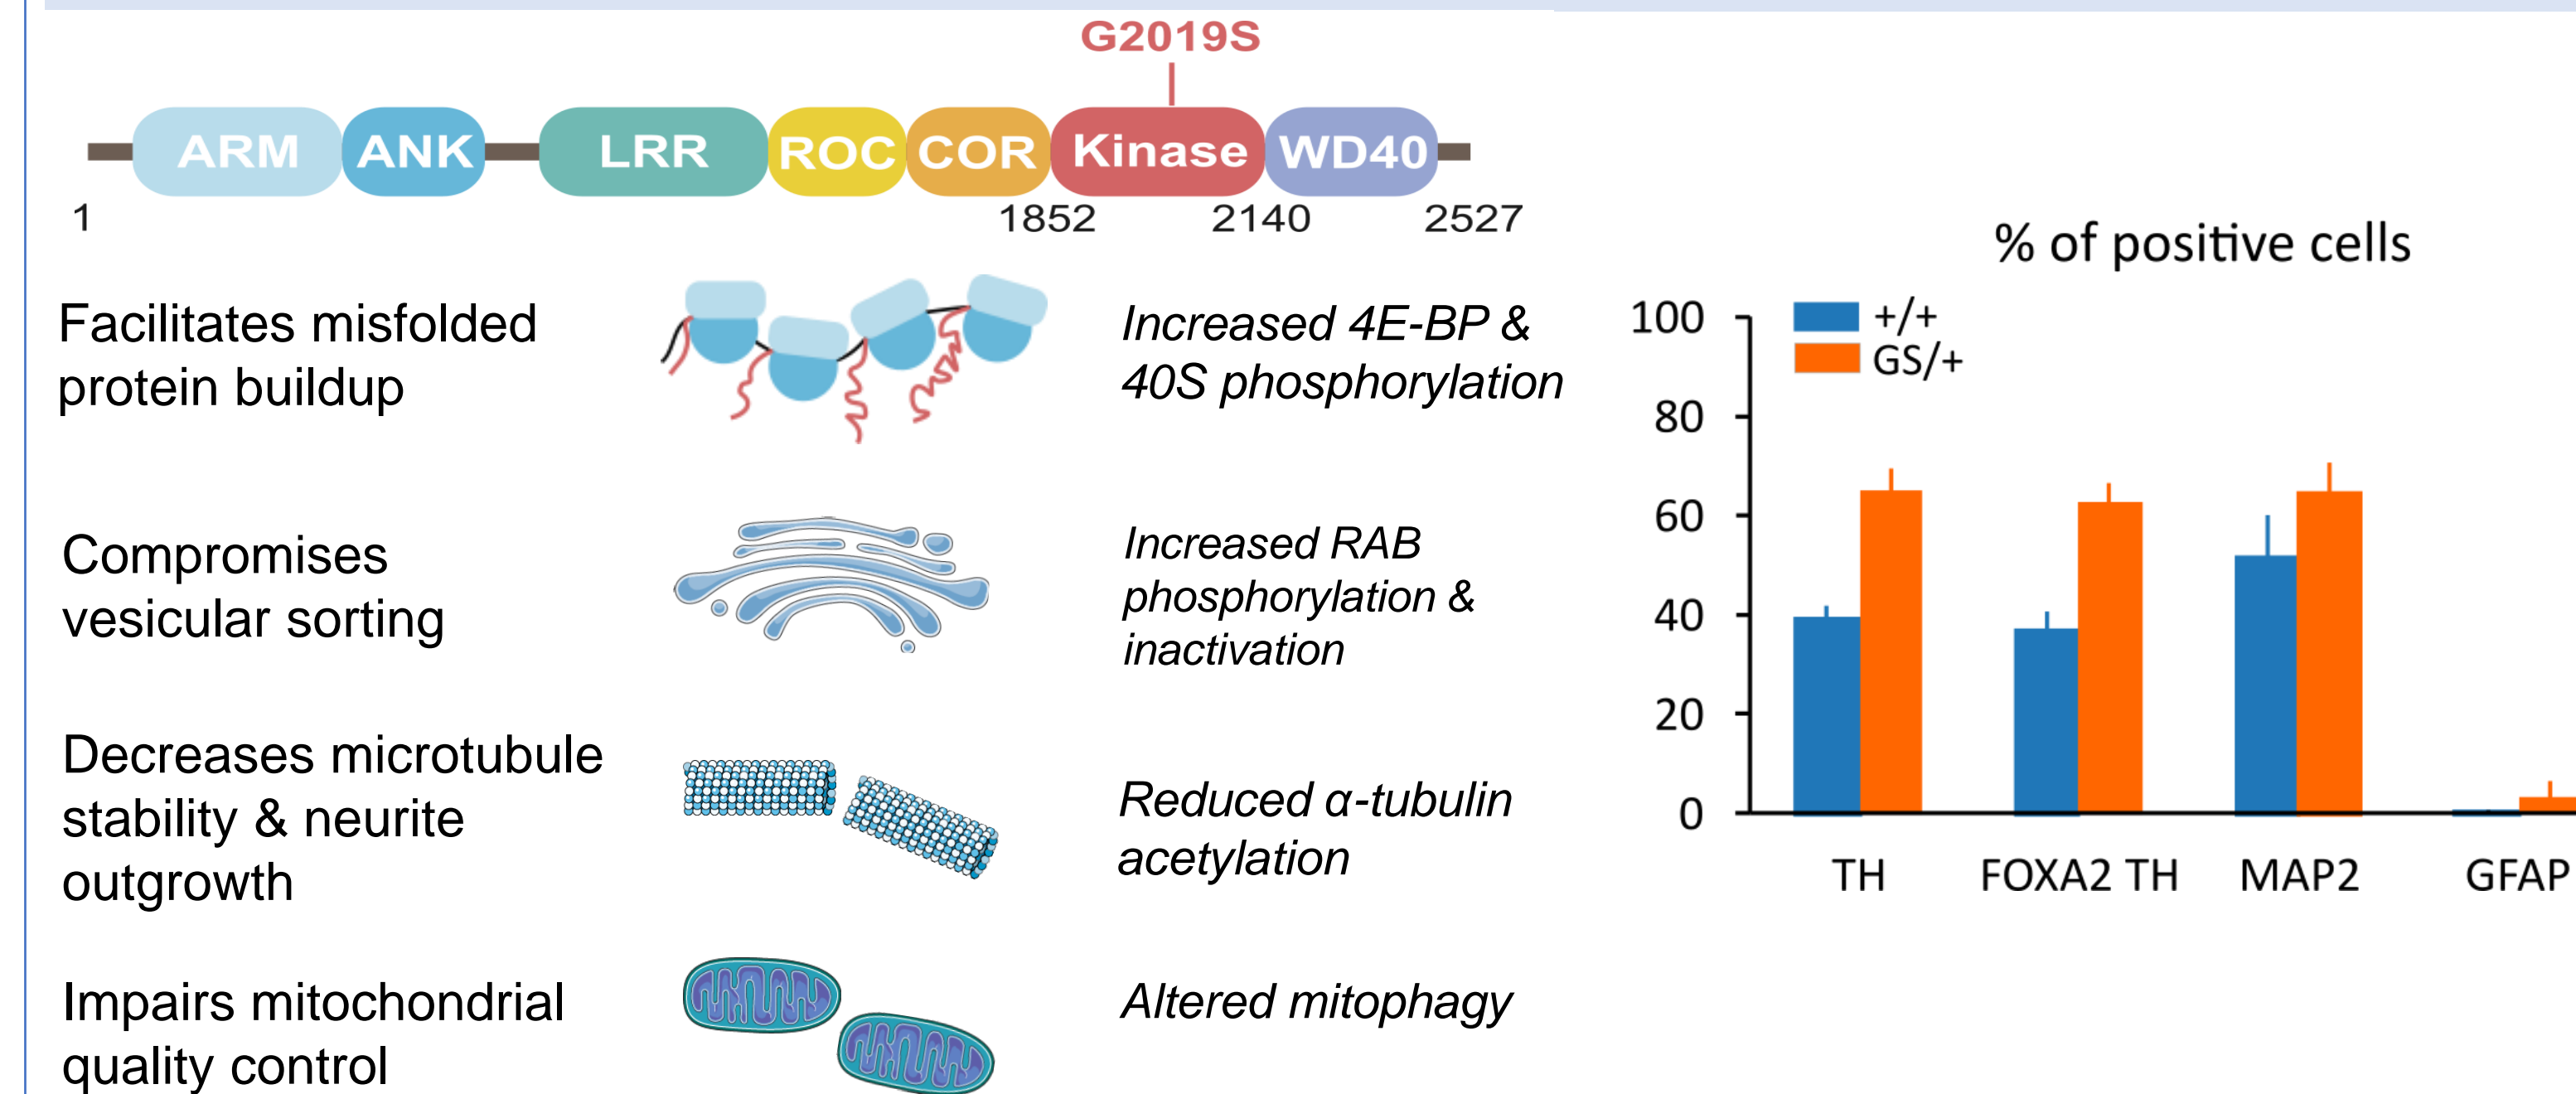 G2019S
ARM ANK LRR ROC COR Kinase WD40
1 1852 2140 2527
Facilitates misfolded
protein buildup
Increased 4E-BP &
40S phosphorylation
Compromises
vesicular sorting
Increased RAB
phosphorylation &
inactivation
Decreases microtubule
stability & neurite
outgrowth
Reduced α-tubulin
acetylation
Impairs mitochondrial
quality control
Altered mitophagy
% of positive cells
+/+
GS/+
100
80
60
40
20
0
TH FOXA2 TH MAP2 GFAP